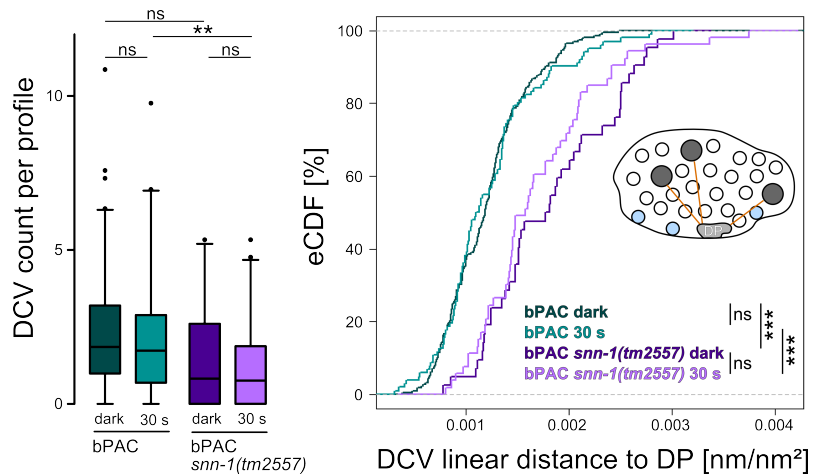 ns
**
ns
ns
10
5
0
DCV count per profile
dark
30 s
dark
30 s
bPAC
bPAC
snn-1(tm2557)
100
80
60
40
20
0
eCDF [%]
DP
bPAC dark
bPAC 30 s
bPAC snn-1(tm2557) dark
bPAC snn-1(tm2557) 30 s
ns
***
ns
***
0.001
0.002
0.003
0.004
DCV linear distance to DP [nm/nm²]